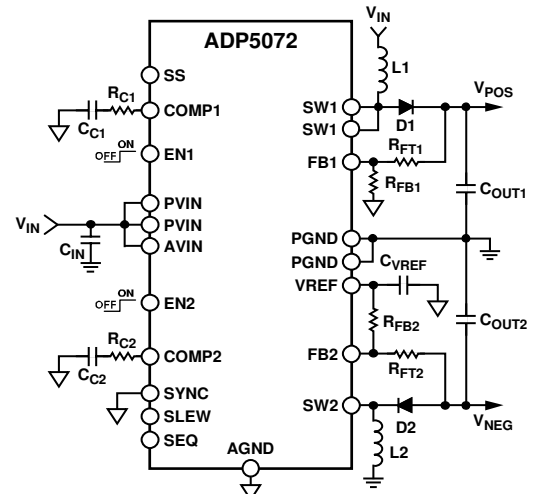 ADP5072
SS
RC1
CC1
COMP1
OFF ON
EN1
VIN
CIN
PVIN
PVIN
AVIN
OFF ON
EN2
RC2
CC2
COMP2
SYNC
SLEW
SEQ
AGND
VIN
L1
SW1
SW1
D1
VPOS
FB1
RFT1
RFB1
COUT1
PGND
PGND
CVREF
VREF
RFB2
COUT2
FB2
RFT2
SW2
D2
VNEG
L2